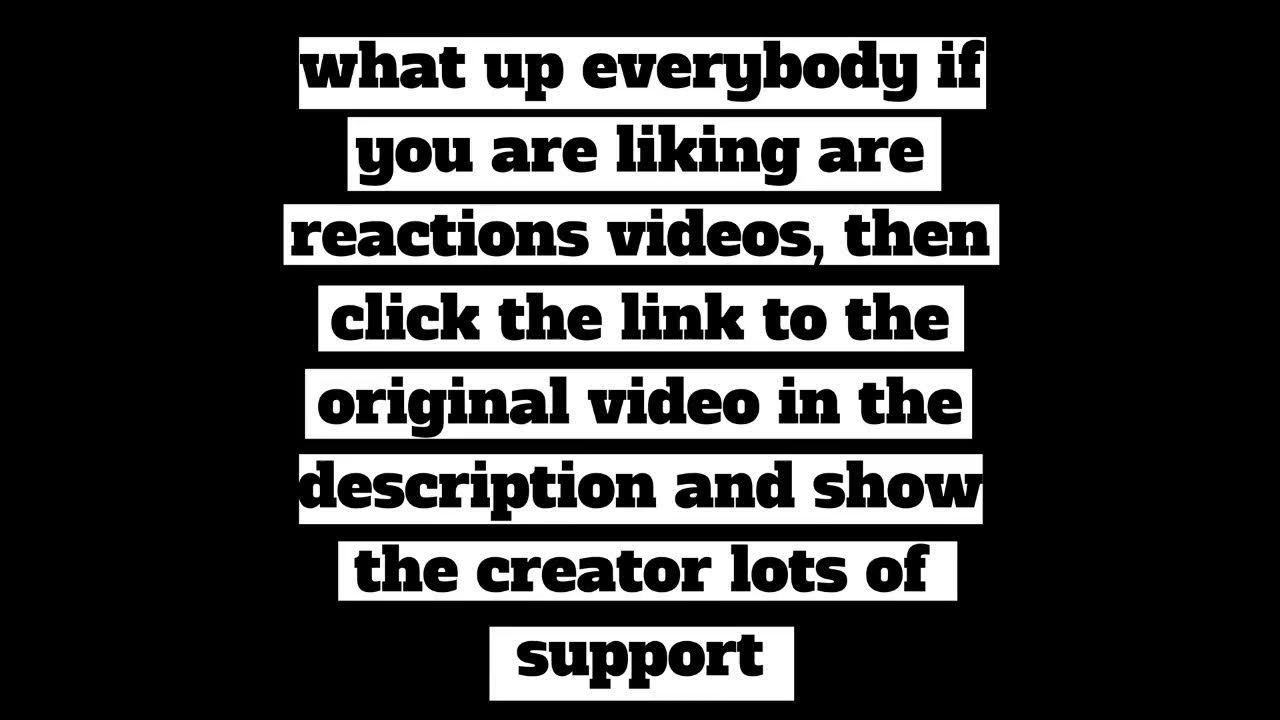 what up everybody if
you are liking are
reactions videos, then
click the link to the
original video in the
description and show
the creator lots of
support